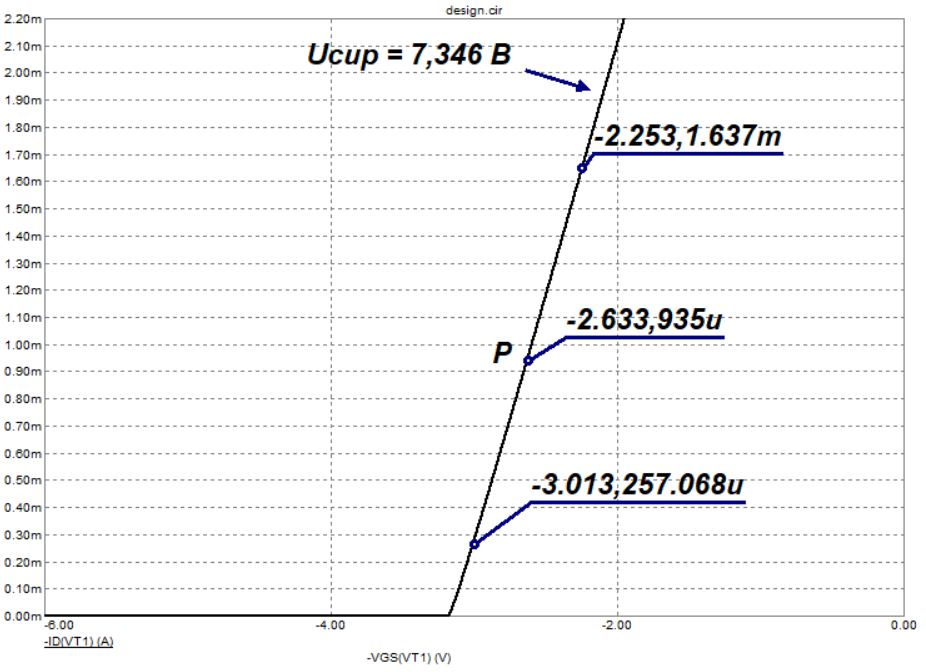 design.cir
2.20m
2.10m
Uсир = 7,346 В
2.00m
1.90m
1.80m
-2.253,1.637m
1.70m
1.60m
1.50m
1.40m
1.30m
1.20m
1.10m
-2.633,935u
1.00m
P
0.90m
0.80m
0.70m
0.60m
0.50m
-3.013,257.068u
0.40m
0.30m
0.20m
0.10m
0.00m
-6.00 -4.00 -2.00 0.00
-ID(VT1) (A)
-VGS(VT1) (V)